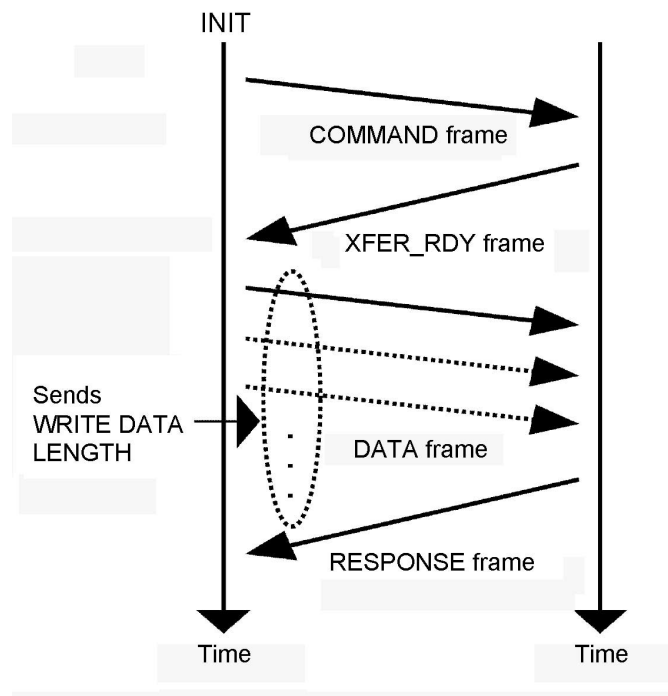 INIT
COMMAND frame
XFER_RDY frame
Sends
WRITE DATA
LENGTH
DATA frame
RESPONSE frame
Time
Time